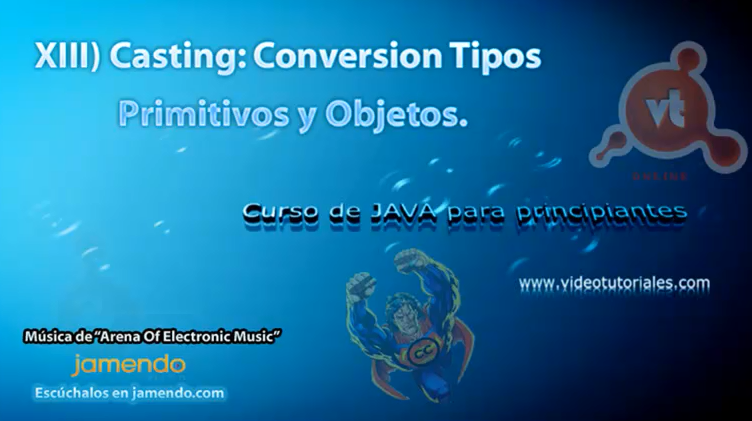 XIII) Casting: Conversion Tipos
Primitivos y Objetos.
vt
ONLINE
Curso de JAVA para principiantes
www.videotutoriales.com
CC
Música de "Arena Of Electronic Music"
jamendo
Escúchalos en jamendo.com